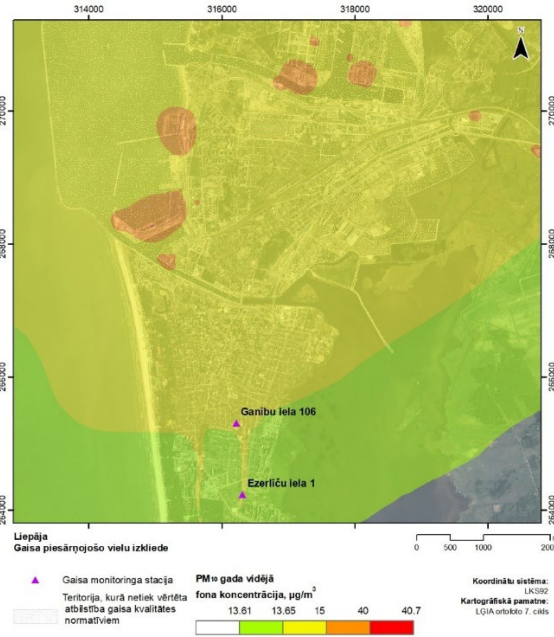 314000 316000 318000 320000
270000 270000
268000 268000
266000 266000
264000 264000
Ganību iela 106
Ezerlīču iela 1
Liepāja
Gaisa piesārņojošo vielu izkliede
0 500 1000 200
Gaisa monitoringa stacija
Teritorija, kurā netiek vērtēta
atbilstība gaisa kvalitātes
normatīviem
PM10 gada vidējā
fona koncentrācija, µg/m³
13.61 13.65 15 40 40.7
Koordinātu sistēma:
LKS92
Kartogrāfiskā pamatne:
LĢIA ortofoto 7. cikls